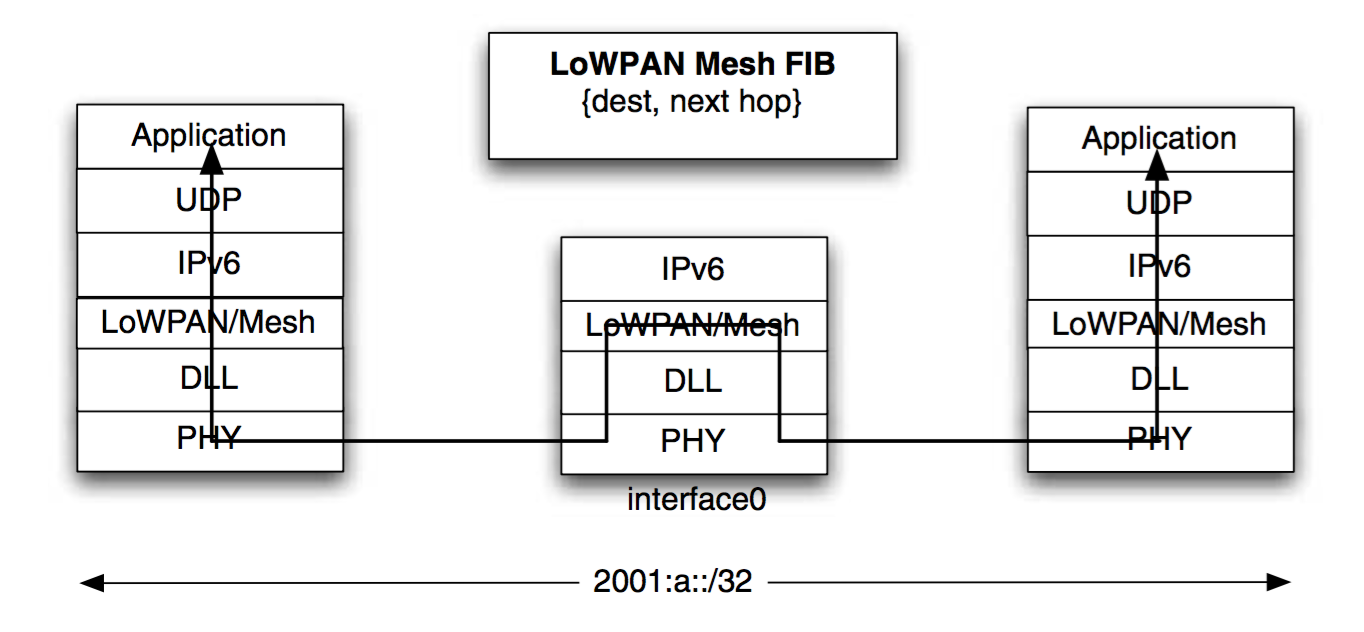 LoWPAN Mesh FIB
{dest, next hop}
Application
UDP
IPv6
LoWPAN/Mesh
DLL
PHY
IPv6
LoWPAN/Mesh
DLL
PHY
interface0
Application
UDP
IPv6
LoWPAN/Mesh
DLL
PHY
2001:a::/32